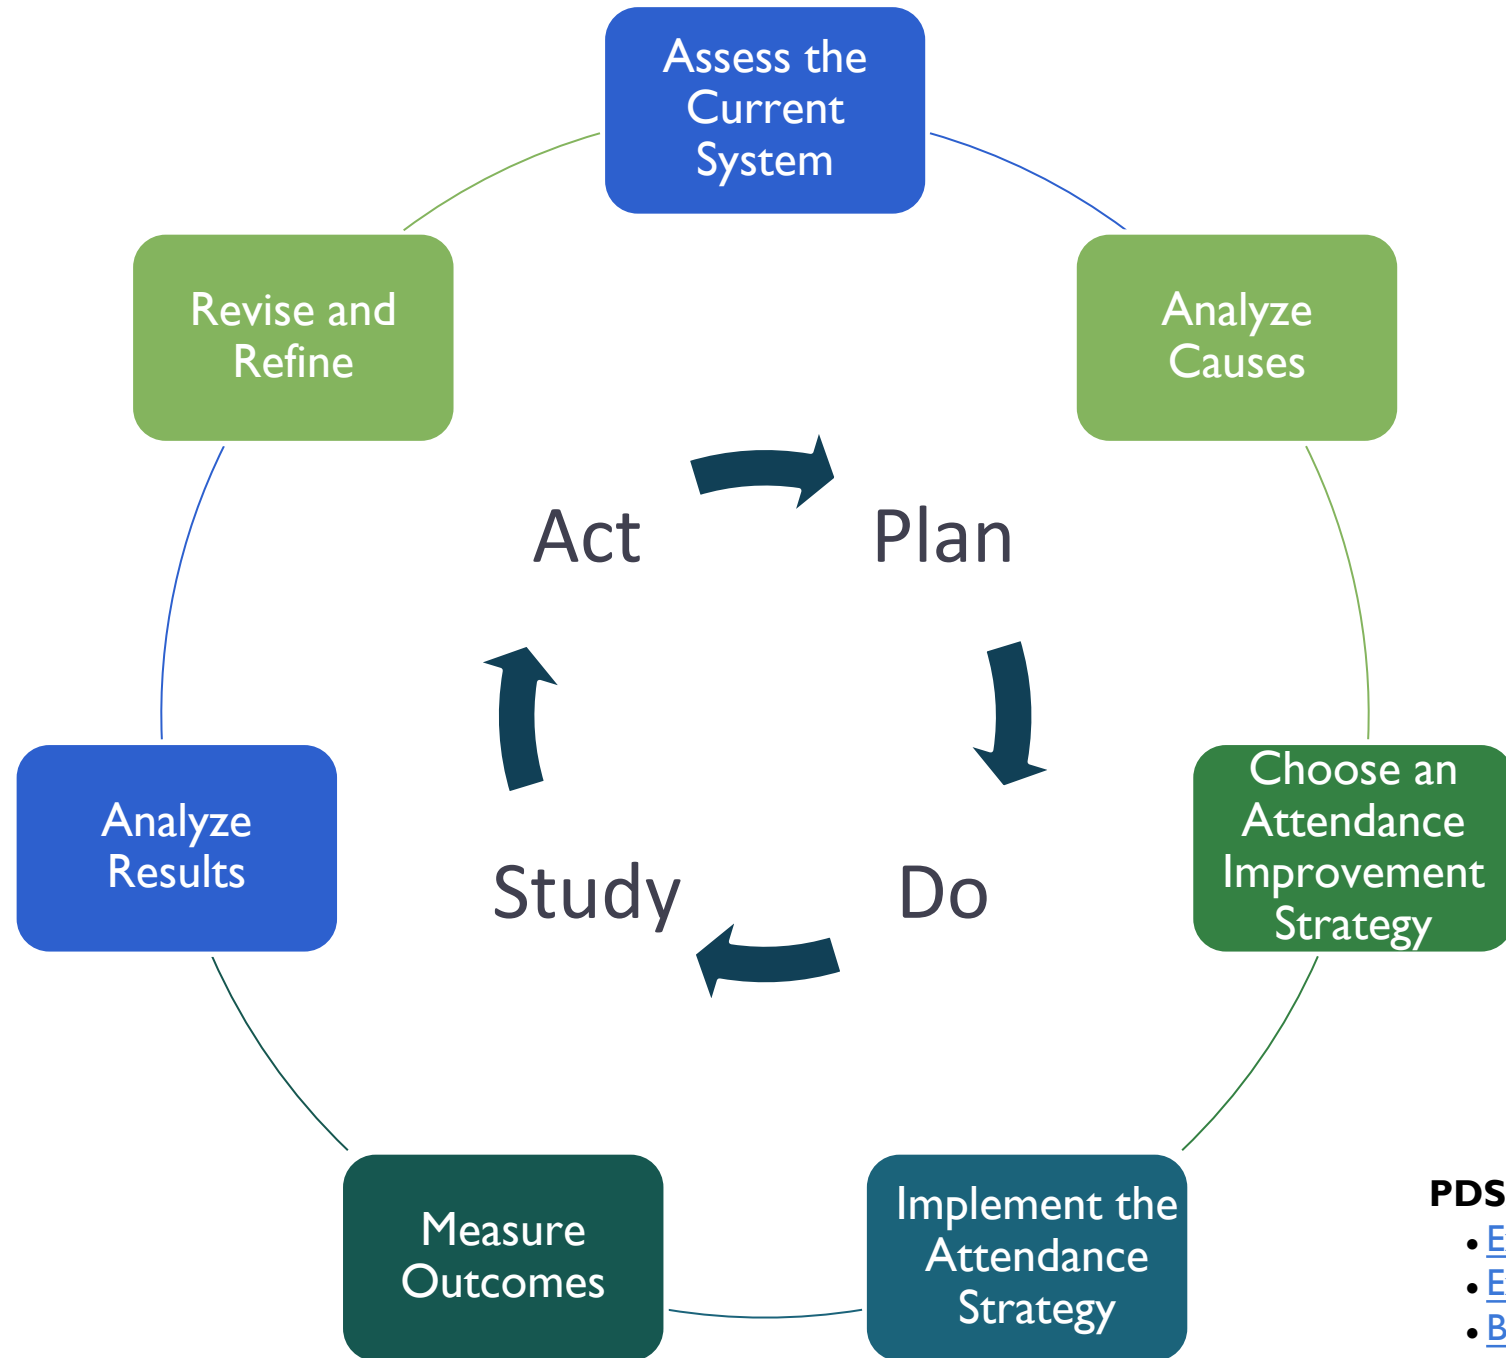 Assess the
Current
System
Analyze
Causes
Choose an
Attendance
Improvement
Strategy
Implement the
Attendance
Strategy
Measure
Outcomes
Analyze
Results
Revise and
Refine
Act
Plan
Do
Study
PDS